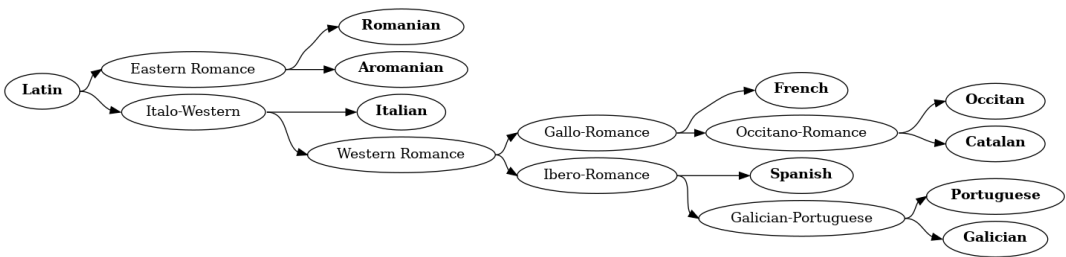 Latin
Eastern Romance
Romanian
Aromanian
Italo-Western
Italian
Western Romance
Gallo-Romance
French
Occitano-Romance
Occitan
Catalan
Ibero-Romance
Spanish
Galician-Portuguese
Portuguese
Galician